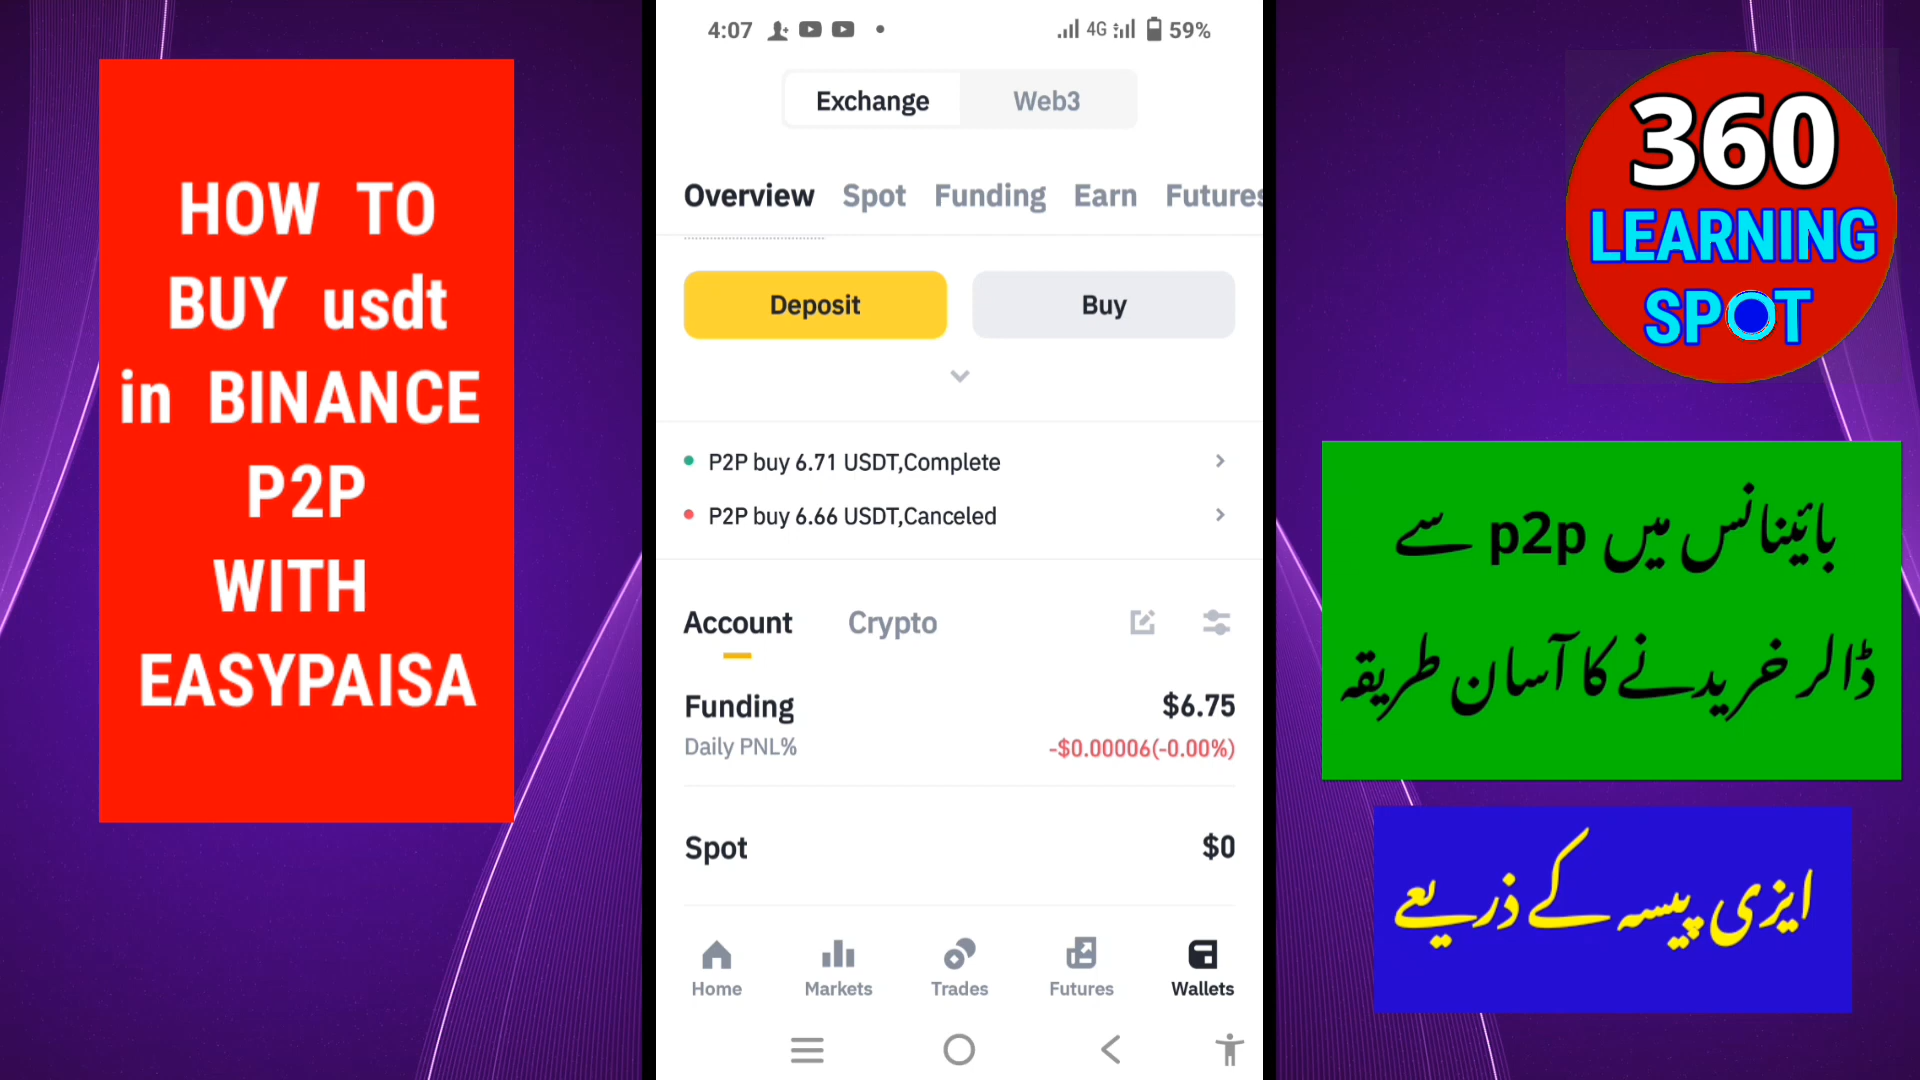 HOW TO
BUY usdt
in BINANCE
P2P
WITH
EASYPAISA
4:07
4G
59%
Exchange
Web3
Overview
Spot
Funding
Earn
Futures
Deposit
Buy
P2P buy 6.71 USDT,Complete
P2P buy 6.66 USDT,Canceled
Account
Crypto
Funding
$6.75
Daily PNL%
-$0.00006(-0.00%)
Spot
$0
Home
Markets
Trades
Futures
Wallets
360
LEARNING
SPOT
بائینانس میں p2p سے
ڈالر خریدنے کا آسان طریقہ
ایزی پیسہ کے ذریعے